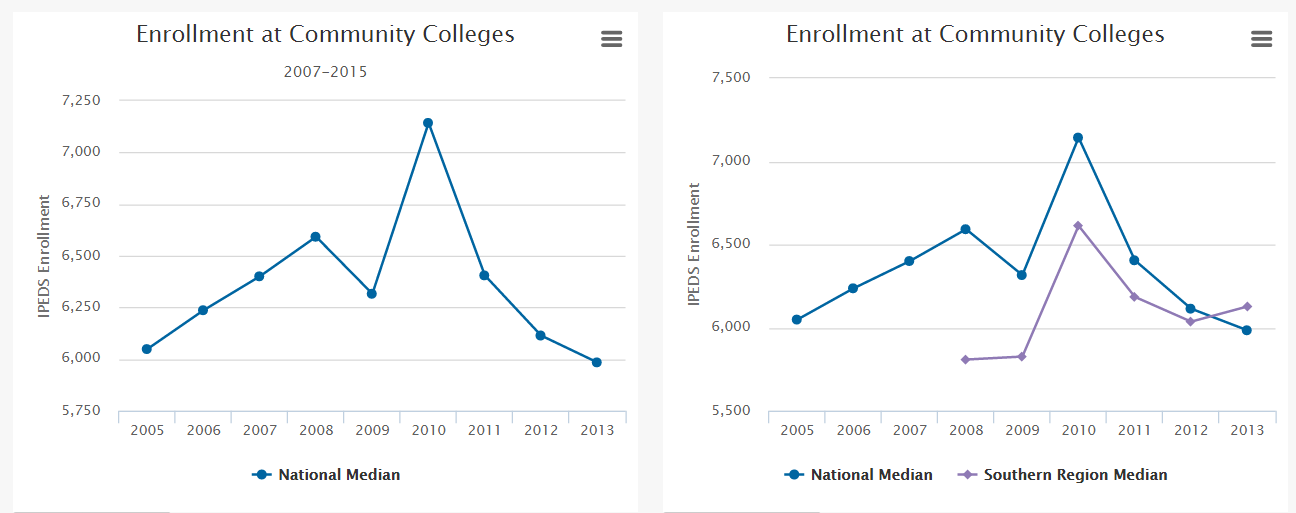 Enrollment at Community Colleges
2007-2015
7,250
7,000
6,750
6,500
6,250
6,000
5,750
IPEDS Enrollment
2005 2006 2007 2008 2009 2010 2011 2012 2013
National Median
Enrollment at Community Colleges
7,500
7,000
6,500
6,000
5,500
IPEDS Enrollment
2005 2006 2007 2008 2009 2010 2011 2012 2013
National Median Southern Region Median